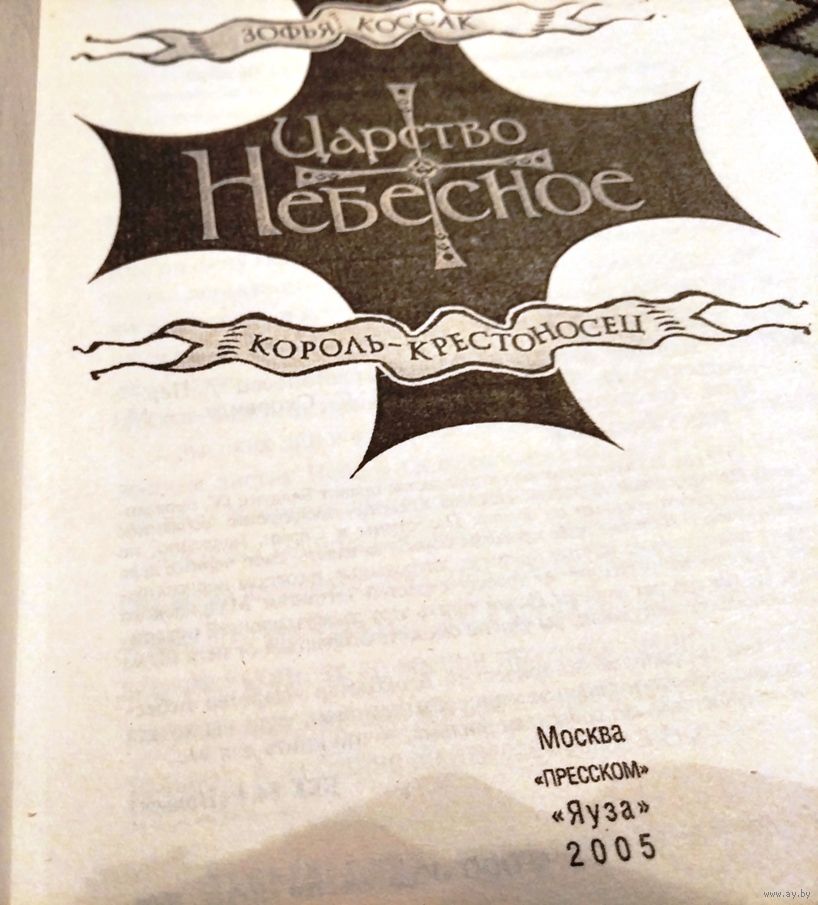 ЗОФЬЯ КОССАК
Царство
Небесное
КОРОЛЬ-КРЕСТОНОСЕЦ
Москва
«ПРЕССКОМ»
«Яуза»
2005
www.ay.by